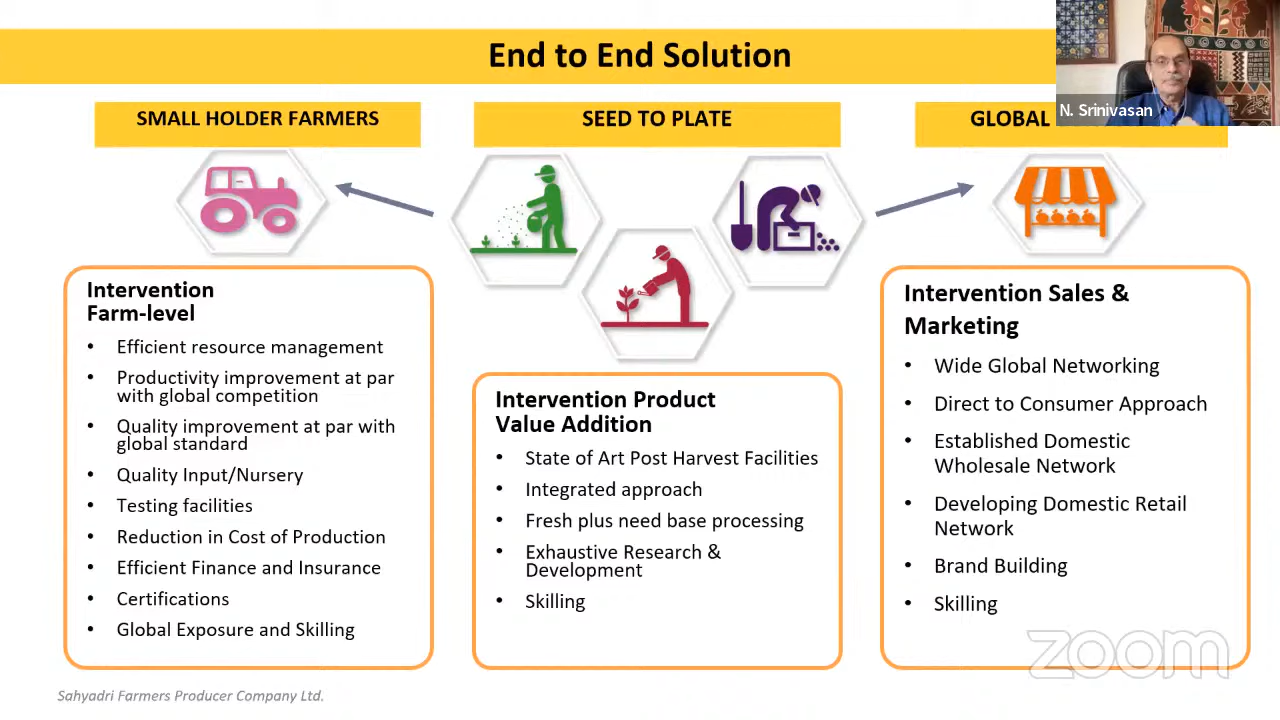 End to End Solution
N. Srinivasan
SMALL HOLDER FARMERS
SEED TO PLATE
GLOBAL
Intervention
Farm-level
• Efficient resource management
• Productivity improvement at par
with global competition
• Quality improvement at par with
global standard
• Quality Input/Nursery
• Testing facilities
• Reduction in Cost of Production
• Efficient Finance and Insurance
• Certifications
• Global Exposure and Skilling
Intervention Product
Value Addition
• State of Art Post Harvest Facilities
• Integrated approach
• Fresh plus need base processing
• Exhaustive Research &
Development
• Skilling
Intervention Sales &
Marketing
• Wide Global Networking
• Direct to Consumer Approach
• Established Domestic
Wholesale Network
• Developing Domestic Retail
Network
• Brand Building
• Skilling
zoom
Sahyadri Farmers Producer Company Ltd.